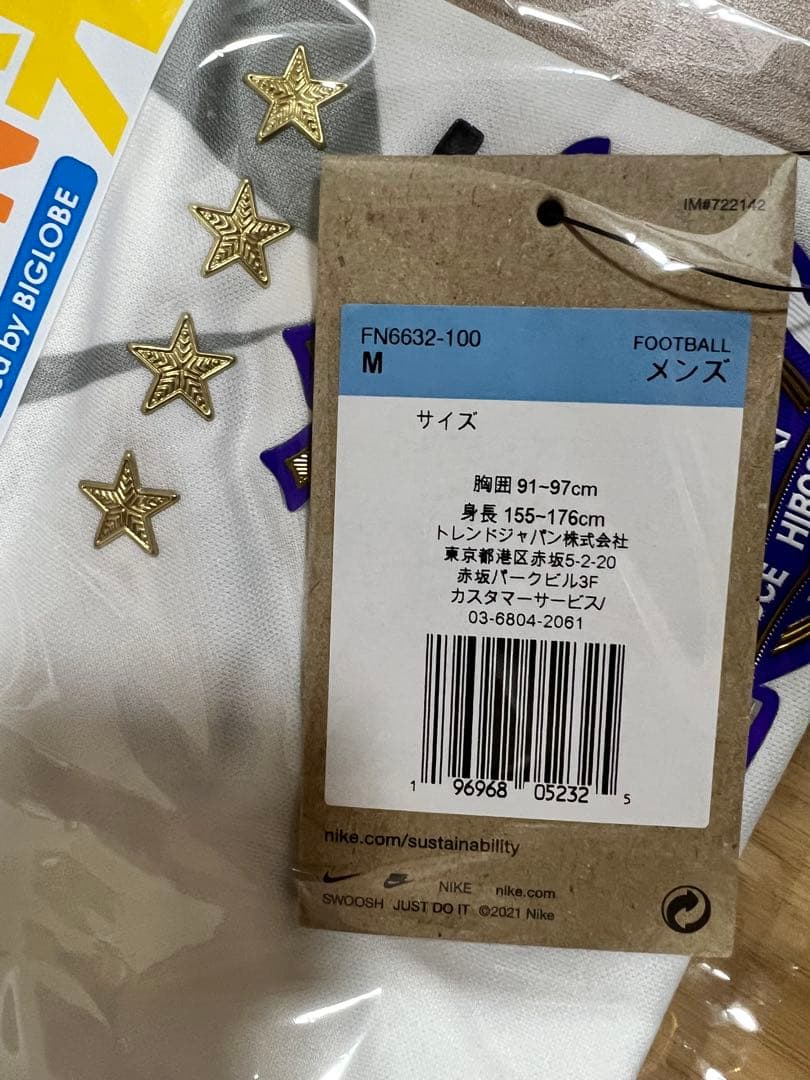 by BIGLOBE
IM#722142
FN6632-100
M
FOOTBALL
メンズ
サイズ
胸囲 91~97cm
身長 155~176cm
トレンドジャパン株式会社
東京都港区赤坂5-2-20
赤坂パークビル3F
カスタマーサービス/
03-6804-2061
1 96968 05232 5
nike.com/sustainability
NIKE nike.com
SWOOSH JUST DO IT ©2021 Nike